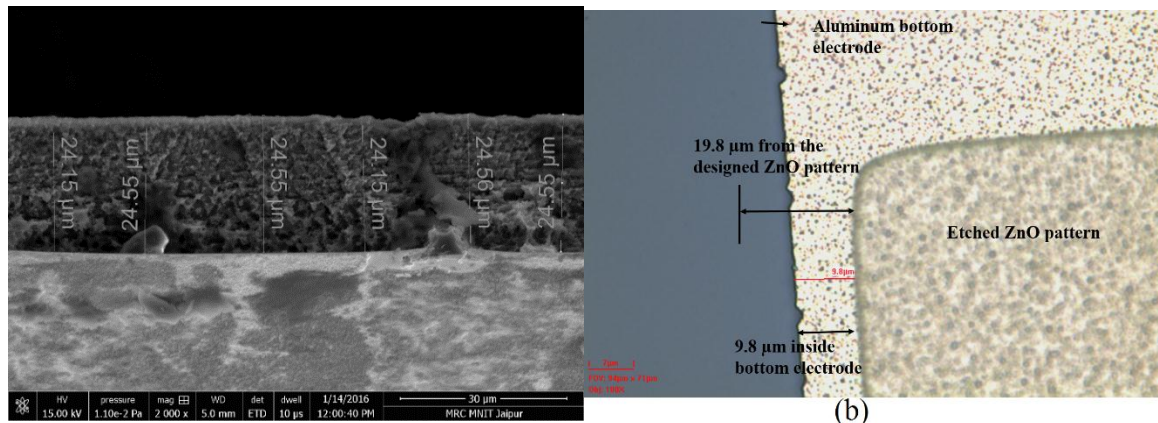 24.15 µm
24.55 µm
24.55 µm
24.15 µm
24.56 µm
24.55 µm
HV
pressure
mag
WD
det
dwell
1/14/2016
30 µm
15.00 kV
1.10e-2 Pa
2 000 x
5.0 mm
ETD
10 µs
12:00:40 PM
MRC MNIT Jaipur
Aluminum bottom
electrode
19.8 µm from the
designed ZnO pattern
Etched ZnO pattern
9.8µm
9.8 µm inside
bottom electrode
7µm
(b)